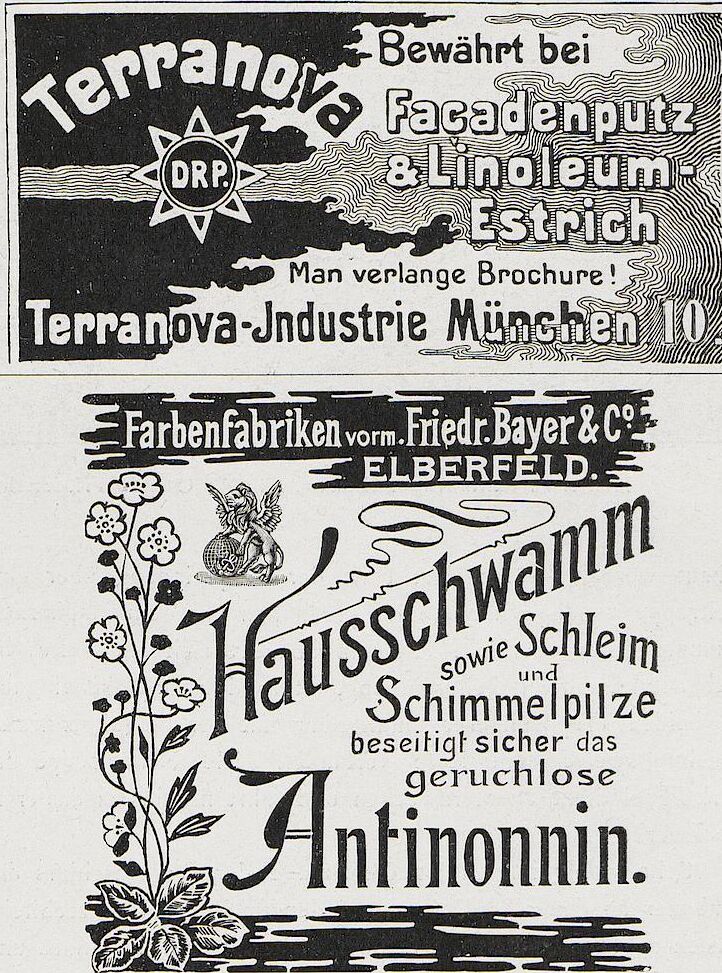 Terranova
DRP.
Bewährt bei
Facadenputz
& Linoleum-
Estrich
Man verlange Brochure!
Terranova-Jndustrie München 10.
Farbenfabriken vorm. Friedr. Bayer & Cº.
ELBERFELD.
Hausschwamm
sowie Schleim
und
Schimmelpilze
beseitigt sicher das
geruchlose
Antinonnin.